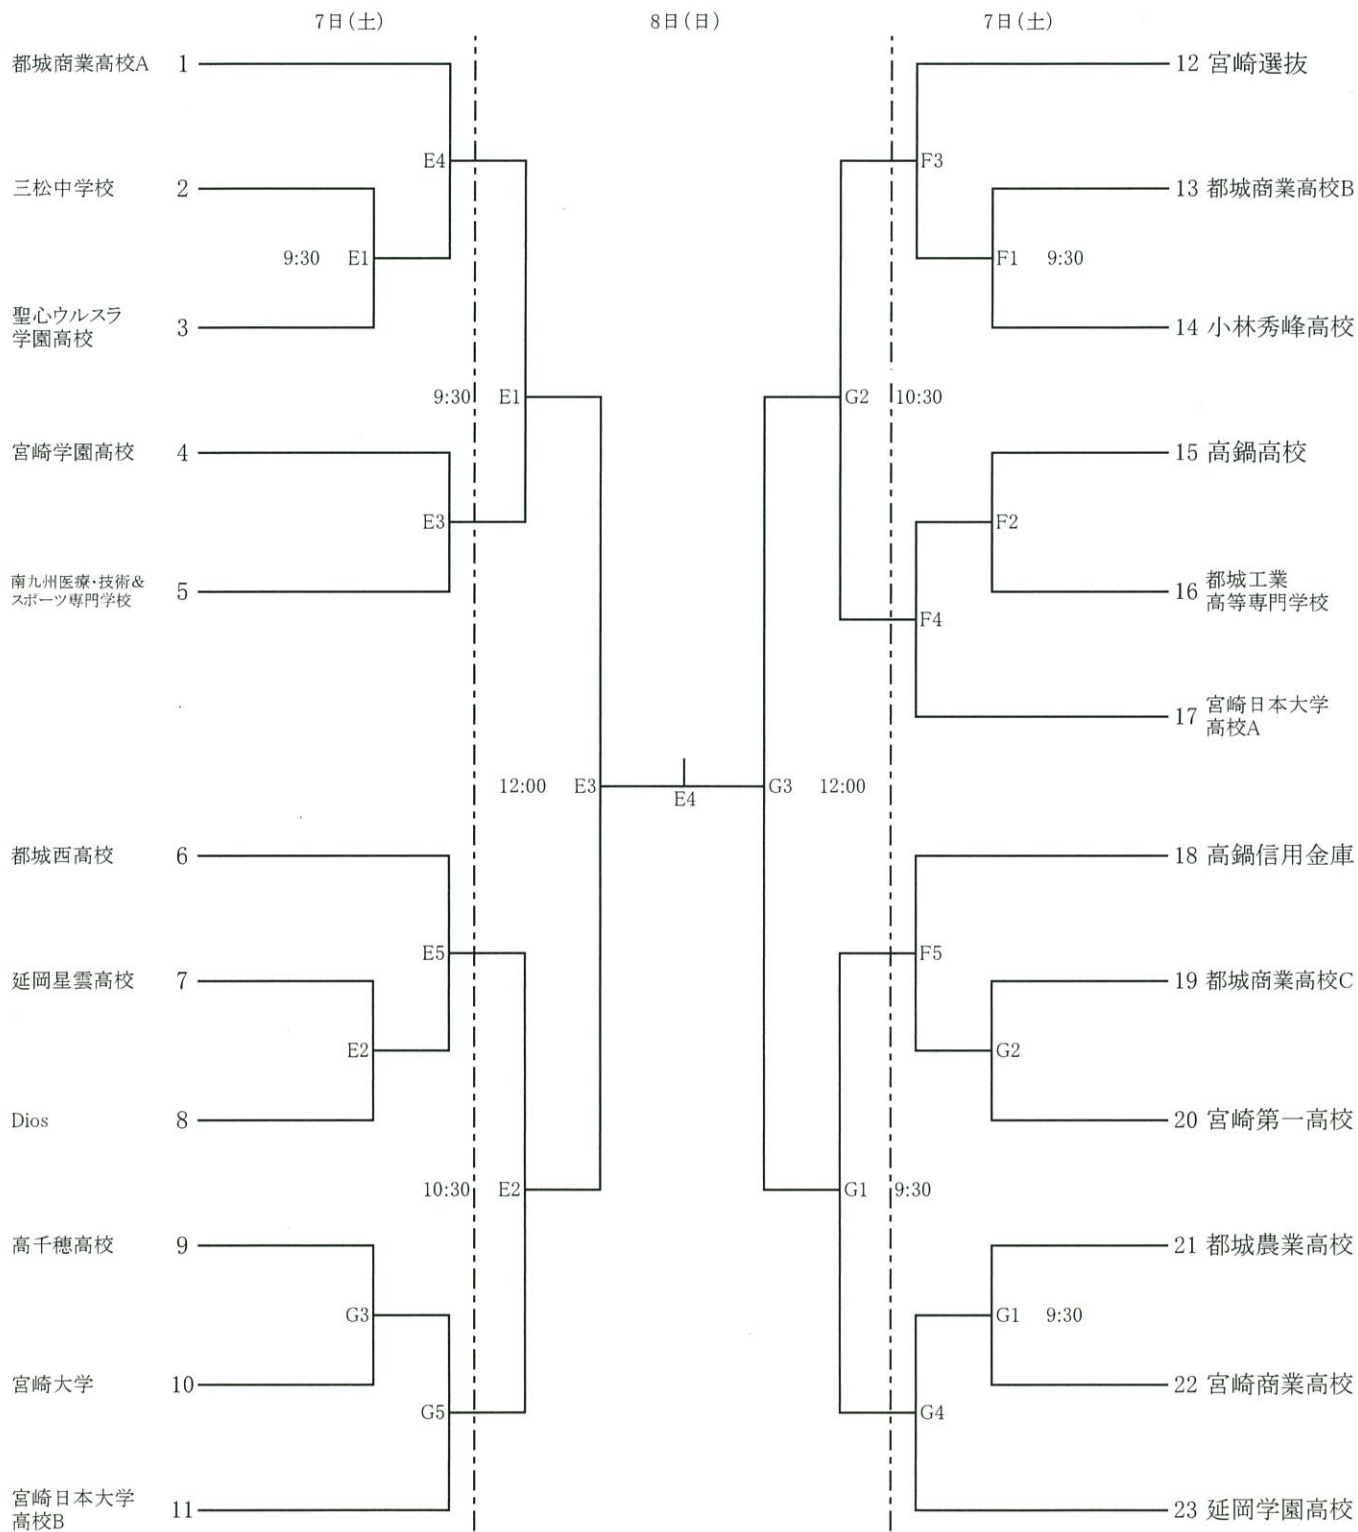 7日(土) 8日(日) 7日(土)
都城商業高校A 1
12 宮崎選抜
E4
F3
三松中学校 2
13 都城商業高校B
9:30 E1
F1 9:30
聖心ウルスラ
学園高校 3
14 小林秀峰高校
9:30 E1
G2 10:30
宮崎学園高校 4
15 高鍋高校
E3
F2
南九州医療・技術&
スポーツ専門学校 5
16 都城工業
高等専門学校
F4
17 宮崎日本大学
高校A
12:00 E3
E4
G3 12:00
都城西高校 6
18 高鍋信用金庫
E5
F5
延岡星雲高校 7
19 都城商業高校C
E2
G2
Dios 8
20 宮崎第一高校
10:30 E2
G1 9:30
高千穂高校 9
21 都城農業高校
G3
G1 9:30
宮崎大学 10
22 宮崎商業高校
G5
G4
宮崎日本大学
高校B 11
23 延岡学園高校